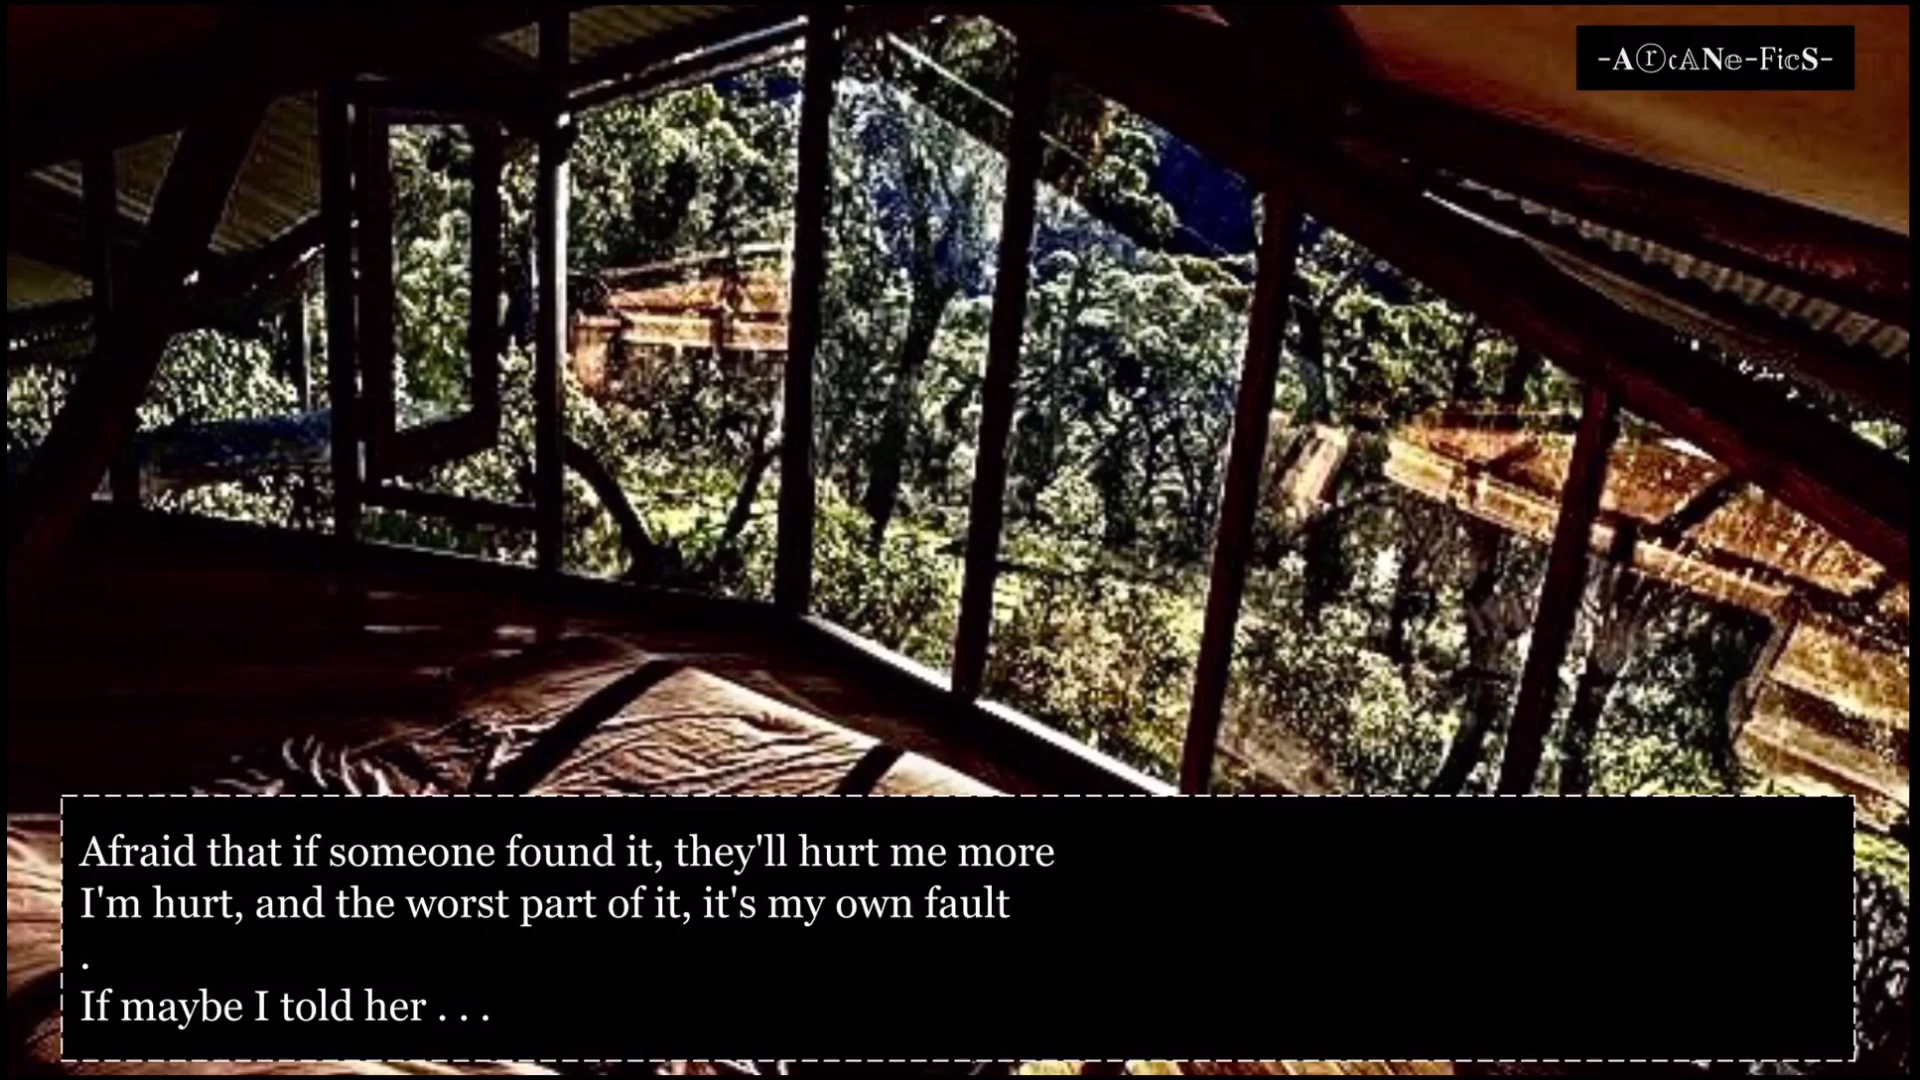 -AⓡcANe-FicS-
Afraid that if someone found it, they'll hurt me more
I'm hurt, and the worst part of it, it's my own fault
.
If maybe I told her . . .